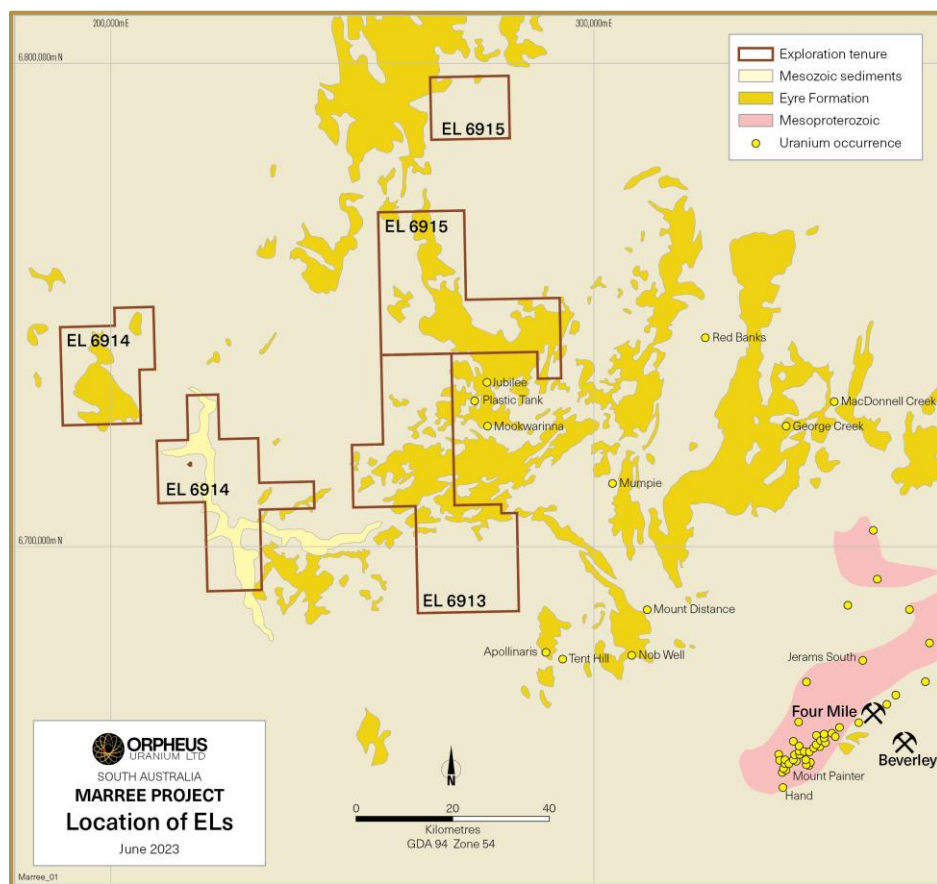 200,000mE
300,000mE
6,800,000m N
Exploration tenure
Mesozoic sediments
Eyre Formation
Mesoproterozoic
Uranium occurrence
EL 6915
EL 6915
EL 6914
Red Banks
Jubilee
Plastic Tank
MacDonnell Creek
Mookwarinna
George Creek
EL 6914
Mumpie
6,700,000m N
EL 6913
Mount Distance
Apollinaris
Tent Hill
Nob Well
Jerams South
Four Mile
Beverley
Mount Painter
Hand
ORPHEUS
URANIUM LTD
SOUTH AUSTRALIA
MARREE PROJECT
Location of ELs
June 2023
N
0 20 40
Kilometres
GDA 94 Zone 54
Marree_01